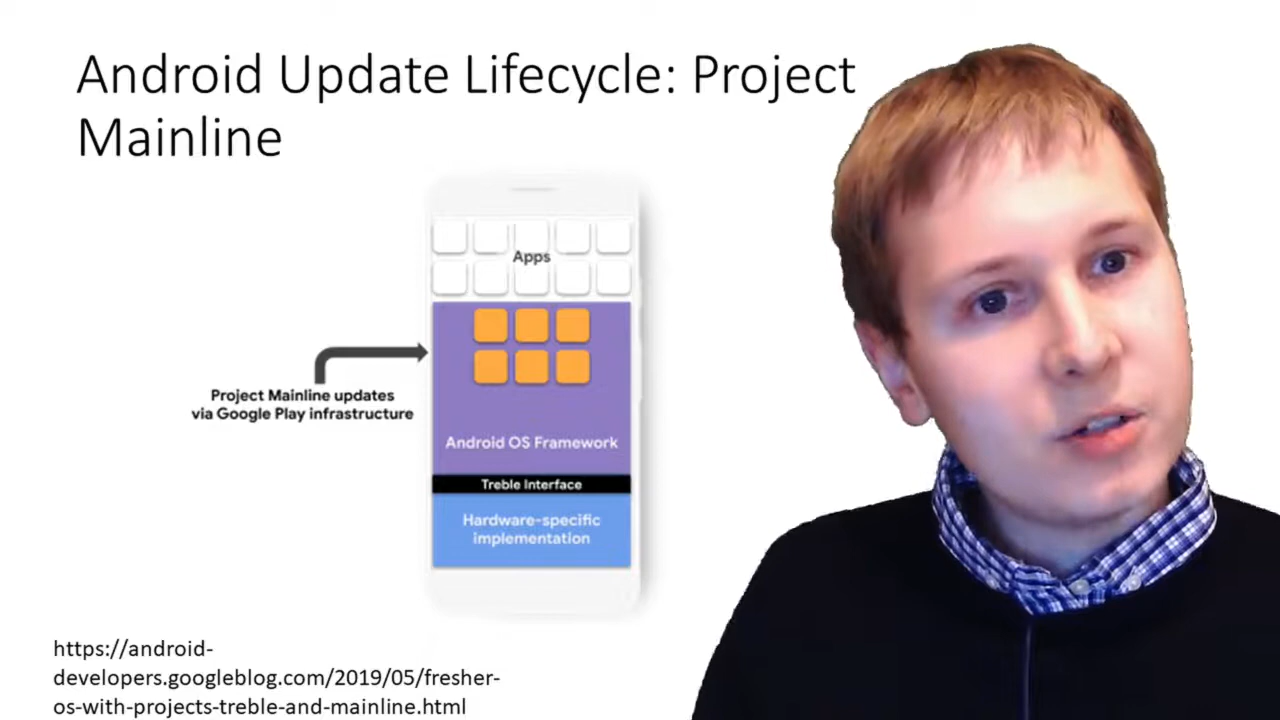 Android Update Lifecycle: Project
Mainline
Apps
Project Mainline updates
via Google Play infrastructure
Android OS Framework
Treble Interface
Hardware-specific
implementation
https://android-
developers.googleblog.com/2019/05/fresher-
os-with-projects-treble-and-mainline.html